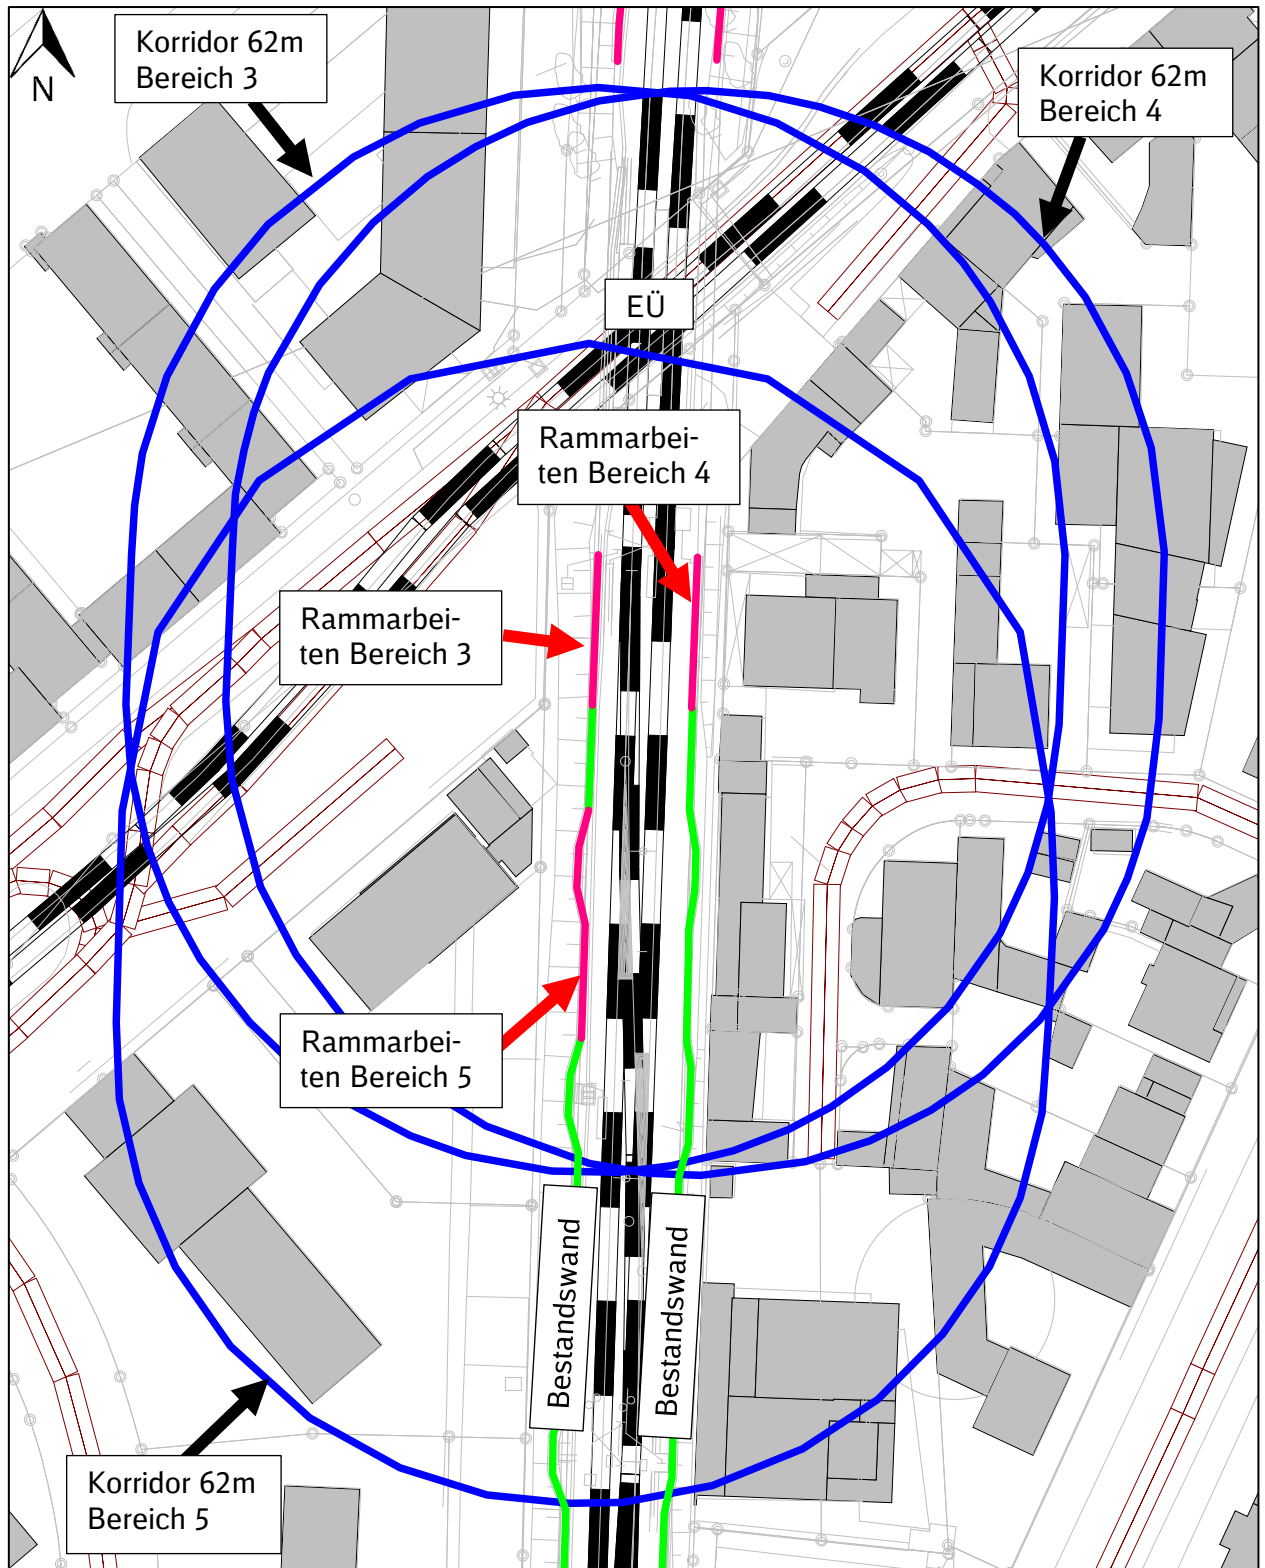 Korridor 62m
Bereich 3
N
Korridor 62m
Bereich 4
EÜ
Rammarbei-
ten Bereich 4
Rammarbei-
ten Bereich 3
Rammarbei-
ten Bereich 5
Bestandswand
Bestandswand
Korridor 62m
Bereich 5